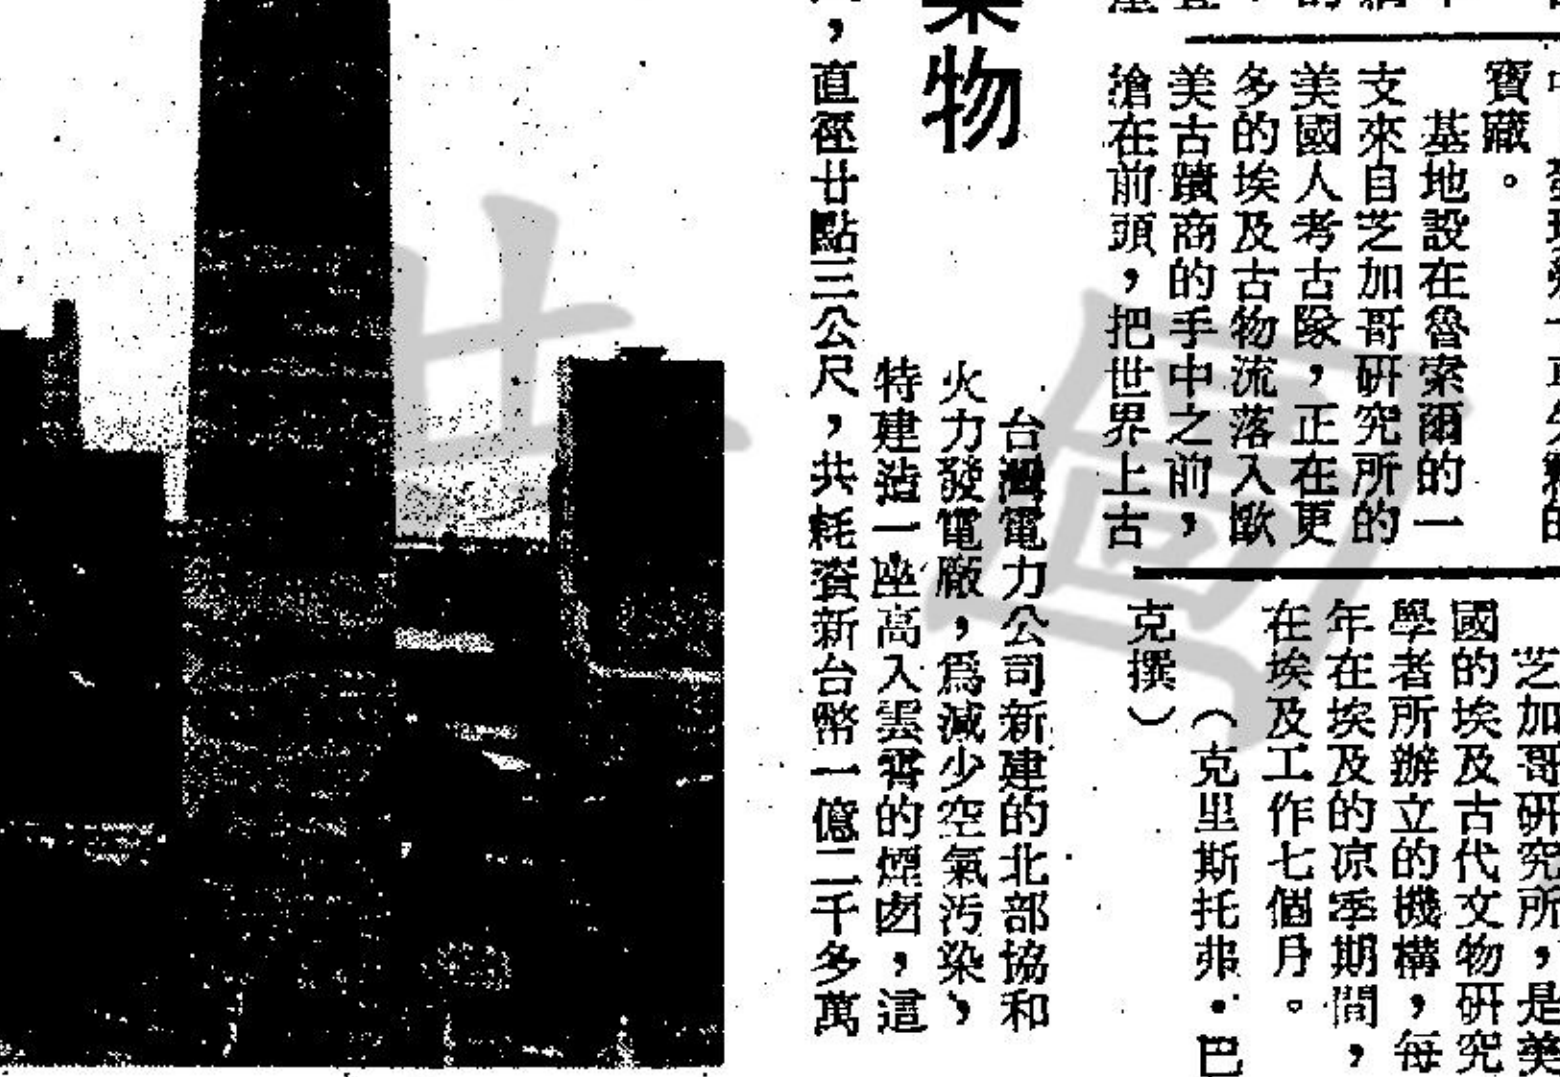 寶藏。
基地設在魯索爾的一
支來自芝加哥研究所的
美國人考古隊，正在更
多的埃及古物流落入歐
美古蹟商的手中之前，
滄在前頭，把世界上古
芝加哥研究所，是美
國的埃及古代文物研究
學者所辦立的機構，每
年在埃及的凉季期間，
在埃及工作七個月。
（克里斯托弗·巴
克撰）
物
台灣電力公司新建的北部協和
火力發電廠，爲減少空氣污染，
特建造一座高入雲霄的煙囱，這
，直徑廿點三公尺，共耗資新台幣一億二千多萬